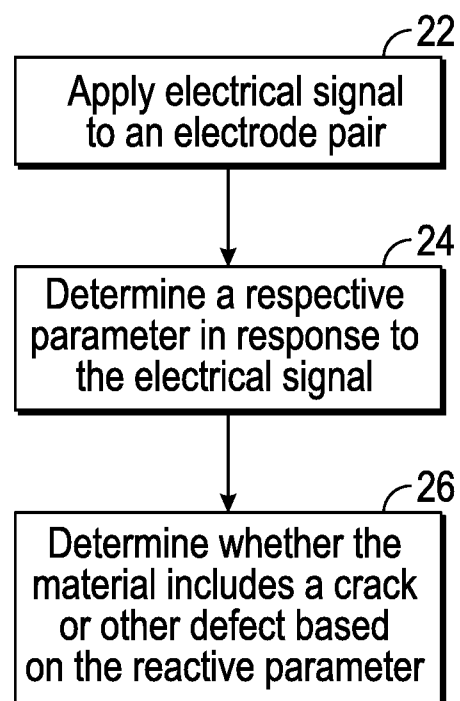 22
Apply electrical signal
to an electrode pair
24
Determine a respective
parameter in response to
the electrical signal
26
Determine whether the
material includes a crack
or other defect based
on the reactive parameter